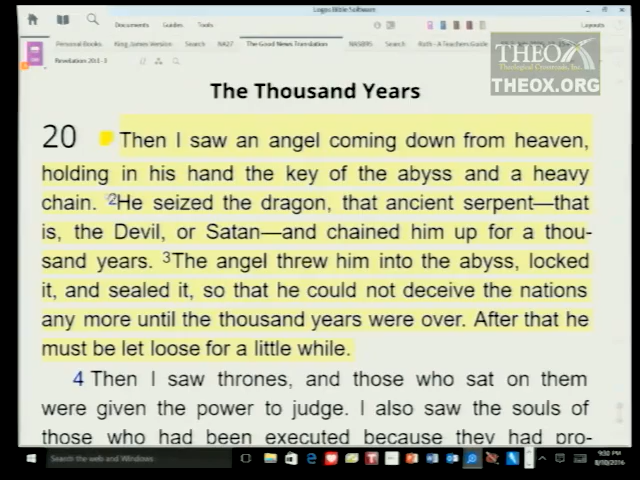 Logos Bible Software
Documents Guides Tools
Layouts
Personal Books King James Version Search NA27 The Good News Translation NASB95 Search Ruth - A Teachers Guide
Revelation 20:1-3
THEOX
THEOX.ORG
The Thousand Years
20 Then I saw an angel coming down from heaven,
holding in his hand the key of the abyss and a heavy
chain. 2He seized the dragon, that ancient serpent—that
is, the Devil, or Satan—and chained him up for a thou-
sand years. 3The angel threw him into the abyss, locked
it, and sealed it, so that he could not deceive the nations
any more until the thousand years were over. After that he
must be let loose for a little while.
4 Then I saw thrones, and those who sat on them
were given the power to judge. I also saw the souls of
those who had been executed because they had pro-
Search the web and Windows
9:50 PM
8/10/2016